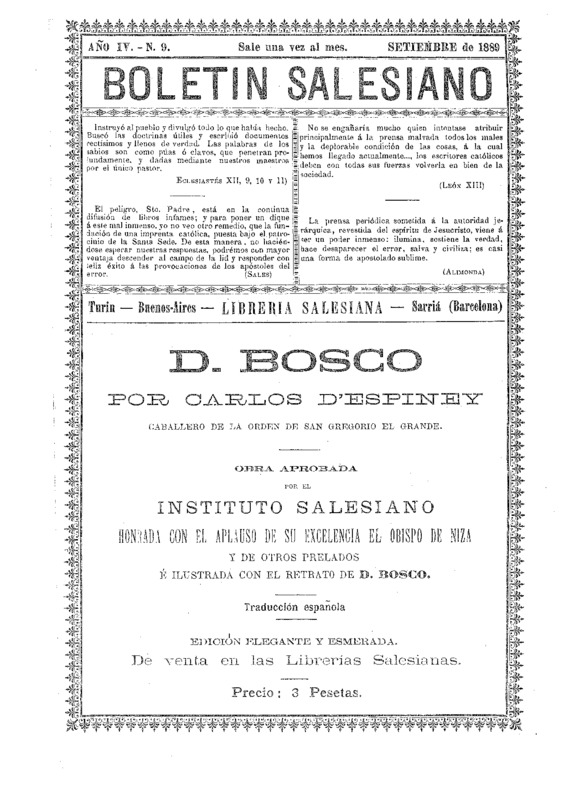 AÑO IV. - N. 9.
Sale una vez al mes.
SETIEMBRE de 1889
BOLETIN SALESIANO
Instruyó al pueblo y divulgó todo lo que habia hecho.
Buscó las doctrinas útiles y escribió documentos
rectísimos y llenos de verdad. Las palabras de los
sabios son como púas ó clavos, que penetran pro-
fundamente, y dadas mediante nuestros maestros
por el único pastor.
ECLESIASTÉS XII, 9, 10 y 11)
El peligro, Sto. Padre, está en la continua
difusion de libros infames; y para poner un dique
á este mal inmenso, yo no veo otro remedio, que la fun-
dación de una imprenta católica, puesta bajo el patro-
cinio de la Santa Sede. De esta manera, no hacién-
dose esperar nuestras respuestas, podrémos con mayor
ventaja descender al campo de la lid y responder con
feliz éxito á las provocaciones de los apóstoles del
error. (SALES)
No se engañaría mucho quien intentase atribuir
principalmente á la prensa malvada todos los males
y la deplorable condición de las cosas, á la cual
hemos llegado actualmente..., los escritores católicos
deben con todas sus fuerzas volverla en bien de la
sociedad.
(León XIII)
La prensa periódica sometida á la autoridad je-
rárquica, revestida del espíritu de Jesucristo, viene á
ser un poder inmenso: ilumina, sostiene la verdad,
hace desaparecer el error, salva y civiliza; es casi
una forma de apostolado sublime.
(ALIMONDA)
Turin — Buenos-Aires — LIBRERIA SALESIANA — Sarriá (Barcelona)
D. BOSCO
POR CARLOS D'ESPINEY
CABALLERO DE LA ORDEN DE SAN GREGORIO EL GRANDE.
OBRA APROBADA
POR EL
INSTITUTO SALESIANO
HONRADA CON EL APLAUSO DE SU EXCELENCIA EL OBISPO DE NIZA
Y DE OTROS PRELADOS
É ILUSTRADA CON EL RETRATO DE D. BOSCO.
Traducción española
EDICIÓN ELEGANTE Y ESMERADA.
De venta en las Librerías Salesianas.
Precio: 3 Pesetas.